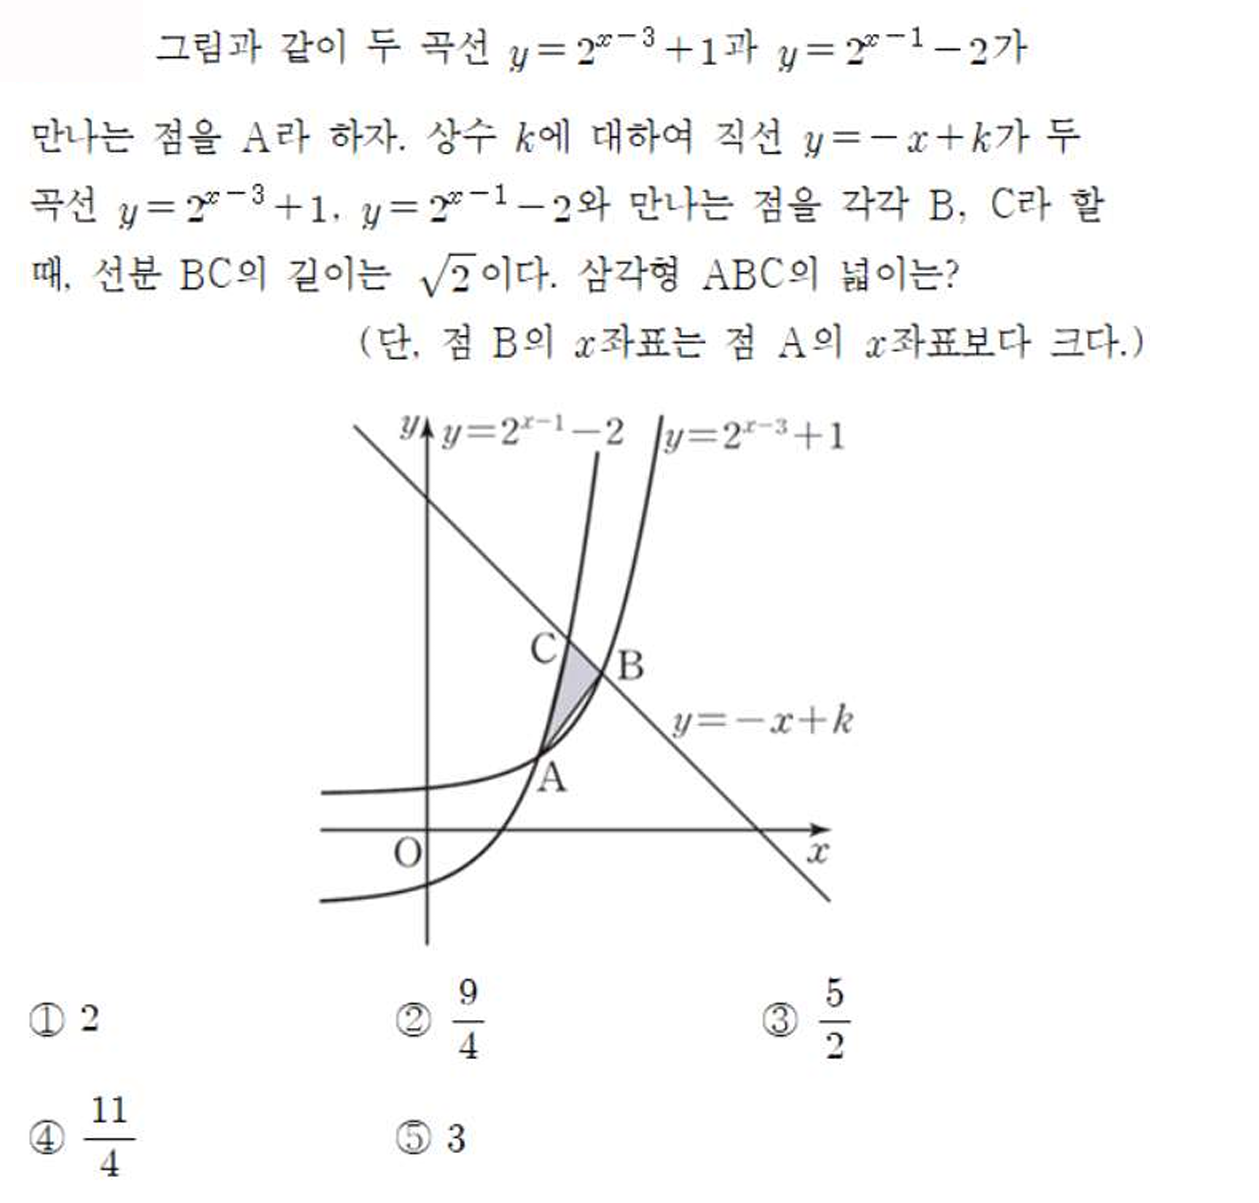 그림과 같이 두 곡선 y=2^{x-3}+1과 y=2^{x-1}-2가
만나는 점을 A라 하자. 상수 k에 대하여 직선 y=-x+k가 두
곡선 y=2^{x-3}+1, y=2^{x-1}-2와 만나는 점을 각각 B, C라 할
때, 선분 BC의 길이는 √2이다. 삼각형 ABC의 넓이는?
(단, 점 B의 x좌표는 점 A의 x좌표보다 크다.)
y y=2^{x-1}-2 y=2^{x-3}+1
C B
y=-x+k
A
O x
① 2 ② 9/4 ③ 5/2
④ 11/4 ⑤ 3